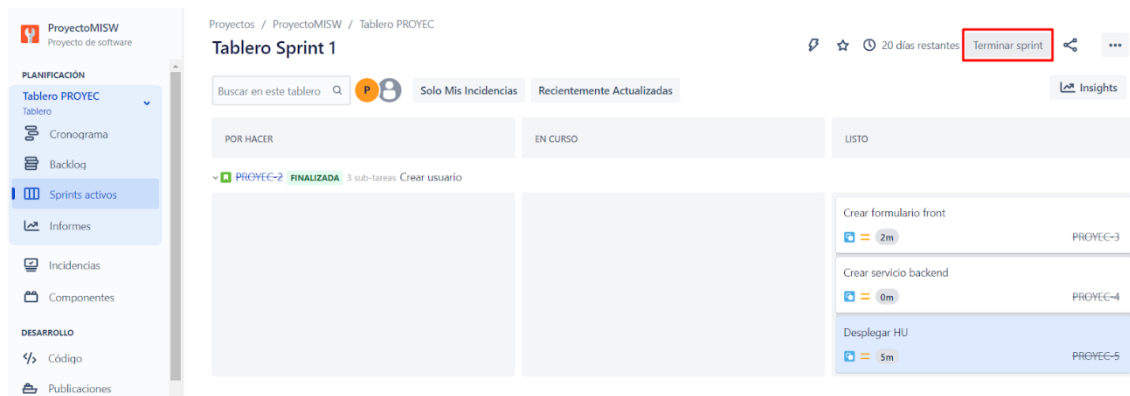 ProyectoMISW
Proyecto de software
PLANIFICACIÓN
Tablero PROYEC
Tablero
Cronograma
Backlog
Sprints activos
Informes
Incidencias
Componentes
DESARROLLO
Código
Publicaciones
Proyectos / ProyectoMISW / Tablero PROYEC
Tablero Sprint 1
20 días restantes Terminar sprint
Buscar en este tablero P Solo Mis Incidencias Recientemente Actualizadas Insights
POR HACER EN CURSO LISTO
PROYEC-2 FINALIZADA 3 sub-tareas Crear usuario
Crear formulario front
2m PROYEC-3
Crear servicio backend
0m PROYEC-4
Desplegar HU
5m PROYEC-5